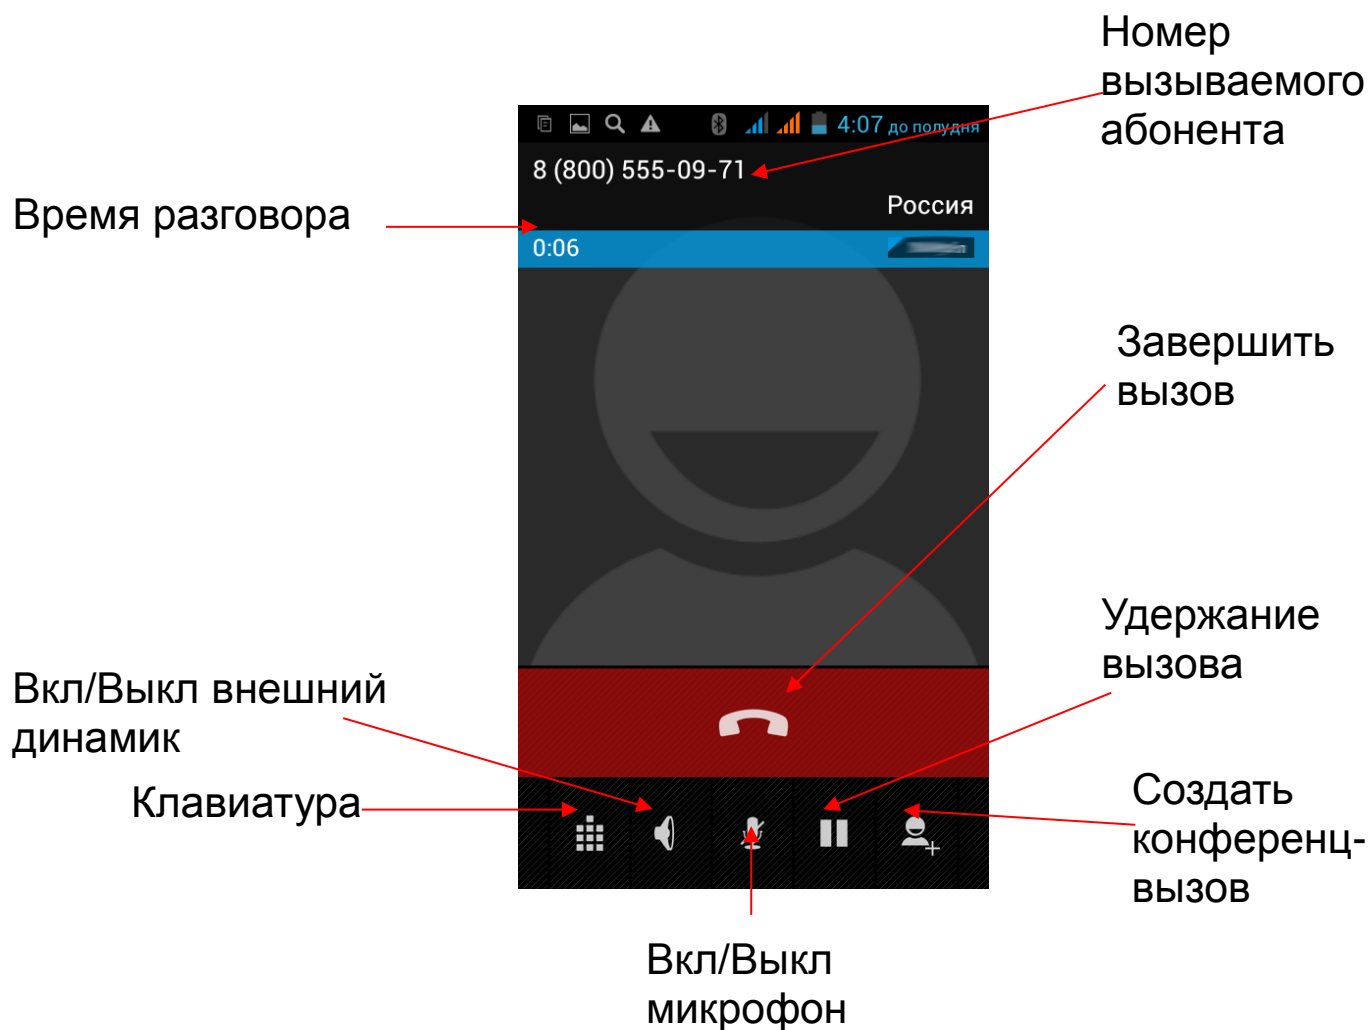 Номер
вызываемого
абонента
4:07 до полудня
8 (800) 555-09-71
Россия
Время разговора
0:06
Завершить
вызов
Удержание
вызова
Вкл/Выкл внешний
динамик
Клавиатура
Создать
конференц-
вызов
Вкл/Выкл
микрофон